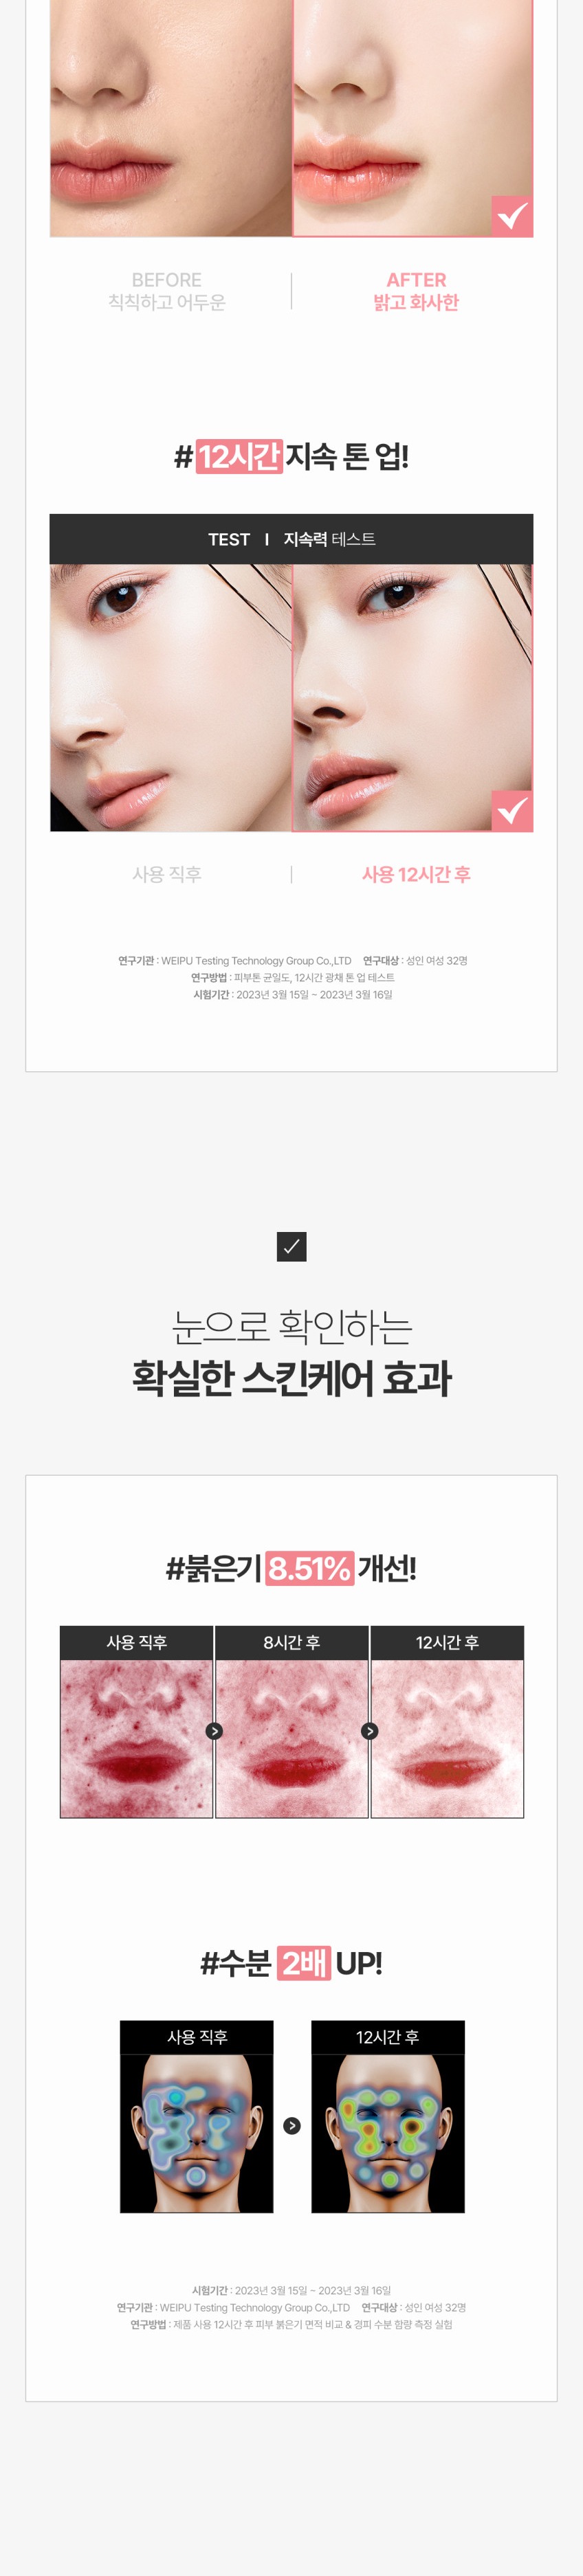 BEFORE
칙칙하고 어두운
AFTER
밝고 화사한
#12시간 지속 톤 업!
TEST | 지속력 테스트
사용 직후
사용 12시간 후
연구기관 : WEIPU Testing Technology Group Co.,LTD 연구대상 : 성인 여성 32명
연구방법 : 피부톤 균일도, 12시간 광채 톤 업 테스트
시험기간 : 2023년 3월 15일 ~ 2023년 3월 16일
눈으로 확인하는
확실한 스킨케어 효과
#붉은기 8.51% 개선!
사용 직후
8시간 후
12시간 후
#수분 2배 UP!
사용 직후
12시간 후
시험기간 : 2023년 3월 15일 ~ 2023년 3월 16일
연구기관 : WEIPU Testing Technology Group Co.,LTD 연구대상 : 성인 여성 32명
연구방법 : 제품 사용 12시간 후 피부 붉은기 면적 비교 & 경피 수분 함량 측정 실험